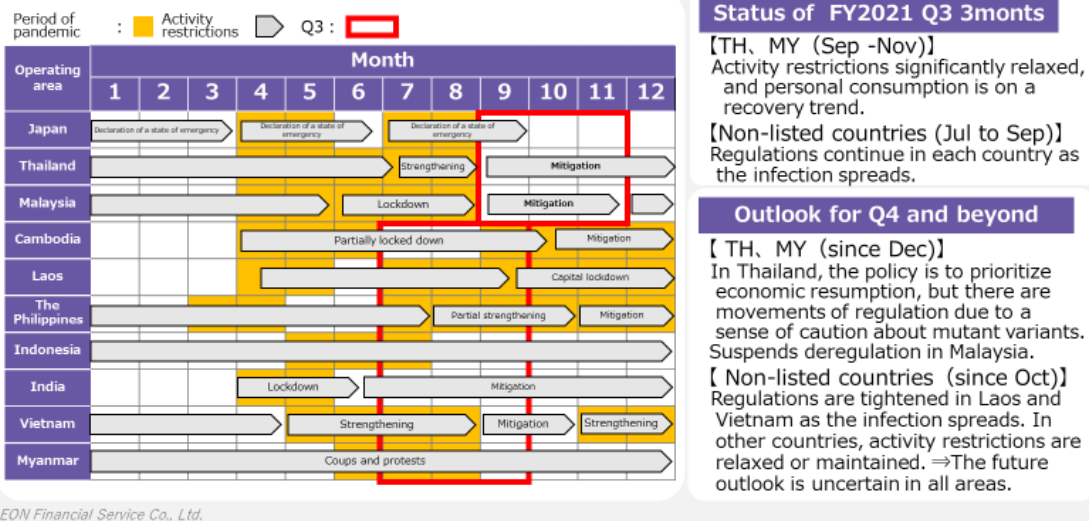 Period of pandemic : Activity restrictions Q3 :
Operating area
Month
1 2 3 4 5 6 7 8 9 10 11 12
Japan
Declaration of a state of emergency
Declaration of a state of emergency
Declaration of a state of emergency
Thailand
Strengthening
Mitigation
Malaysia
Lockdown
Mitigation
Cambodia
Partially locked down
Mitigation
Laos
Capital lockdown
The Philippines
Partial strengthening
Mitigation
Indonesia
India
Lockdown
Mitigation
Vietnam
Strengthening
Mitigation
Strengthening
Myanmar
Coups and protests
EON Financial Service Co., Ltd.
Status of FY2021 Q3 3monts
【TH、MY（Sep -Nov)】
Activity restrictions significantly relaxed,
and personal consumption is on a
recovery trend.
【Non-listed countries (Jul to Sep)】
Regulations continue in each country as
the infection spreads.
Outlook for Q4 and beyond
【 TH、MY（since Dec)】
In Thailand, the policy is to prioritize
economic resumption, but there are
movements of regulation due to a
sense of caution about mutant variants.
Suspends deregulation in Malaysia.
【 Non-listed countries（since Oct)】
Regulations are tightened in Laos and
Vietnam as the infection spreads. In
other countries, activity restrictions are
relaxed or maintained. ⇒The future
outlook is uncertain in all areas.